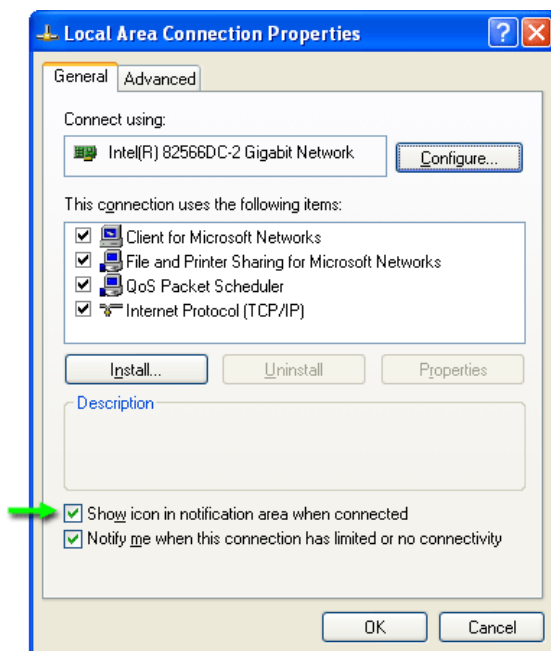 Local Area Connection Properties
General Advanced
Connect using:
Intel(R) 82566DC-2 Gigabit Network
Configure...
This connection uses the following items:
Client for Microsoft Networks
File and Printer Sharing for Microsoft Networks
QoS Packet Scheduler
Internet Protocol (TCP/IP)
Install... Uninstall Properties
Description
Show icon in notification area when connected
Notify me when this connection has limited or no connectivity
OK Cancel